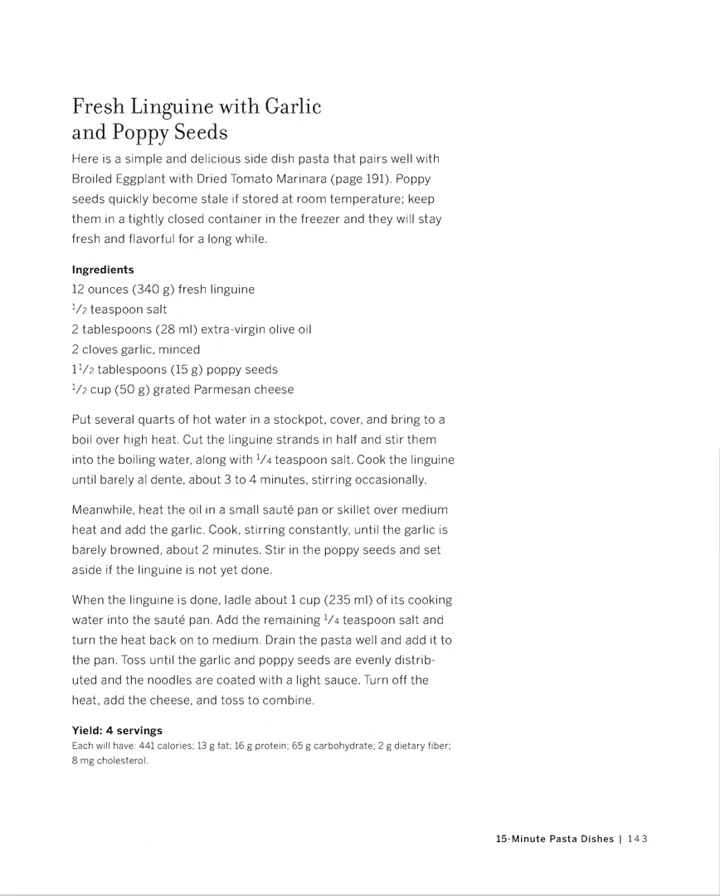 Fresh Linguine with Garlic
and Poppy Seeds
Here is a simple and delicious side dish pasta that pairs well with
Broiled Eggplant with Dried Tomato Marinara (page 191). Poppy
seeds quickly become stale if stored at room temperature; keep
them in a tightly closed container in the freezer and they will stay
fresh and flavorful for a long while.
Ingredients
12 ounces (340 g) fresh linguine
1/2 teaspoon salt
2 tablespoons (28 ml) extra-virgin olive oil
2 cloves garlic, minced
1 1/2 tablespoons (15 g) poppy seeds
1/2 cup (50 g) grated Parmesan cheese
Put several quarts of hot water in a stockpot, cover, and bring to a
boil over high heat. Cut the linguine strands in half and stir them
into the boiling water, along with 1/4 teaspoon salt. Cook the linguine
until barely al dente, about 3 to 4 minutes, stirring occasionally.
Meanwhile, heat the oil in a small sauté pan or skillet over medium
heat and add the garlic. Cook, stirring constantly, until the garlic is
barely browned, about 2 minutes. Stir in the poppy seeds and set
aside if the linguine is not yet done.
When the linguine is done, ladle about 1 cup (235 ml) of its cooking
water into the sauté pan. Add the remaining 1/4 teaspoon salt and
turn the heat back on to medium. Drain the pasta well and add it to
the pan. Toss until the garlic and poppy seeds are evenly distrib-
uted and the noodles are coated with a light sauce. Turn off the
heat, add the cheese, and toss to combine.
Yield: 4 servings
Each will have: 441 calories; 13 g fat; 16 g protein; 65 g carbohydrate; 2 g dietary fiber;
8 mg cholesterol.
15-Minute Pasta Dishes | 143